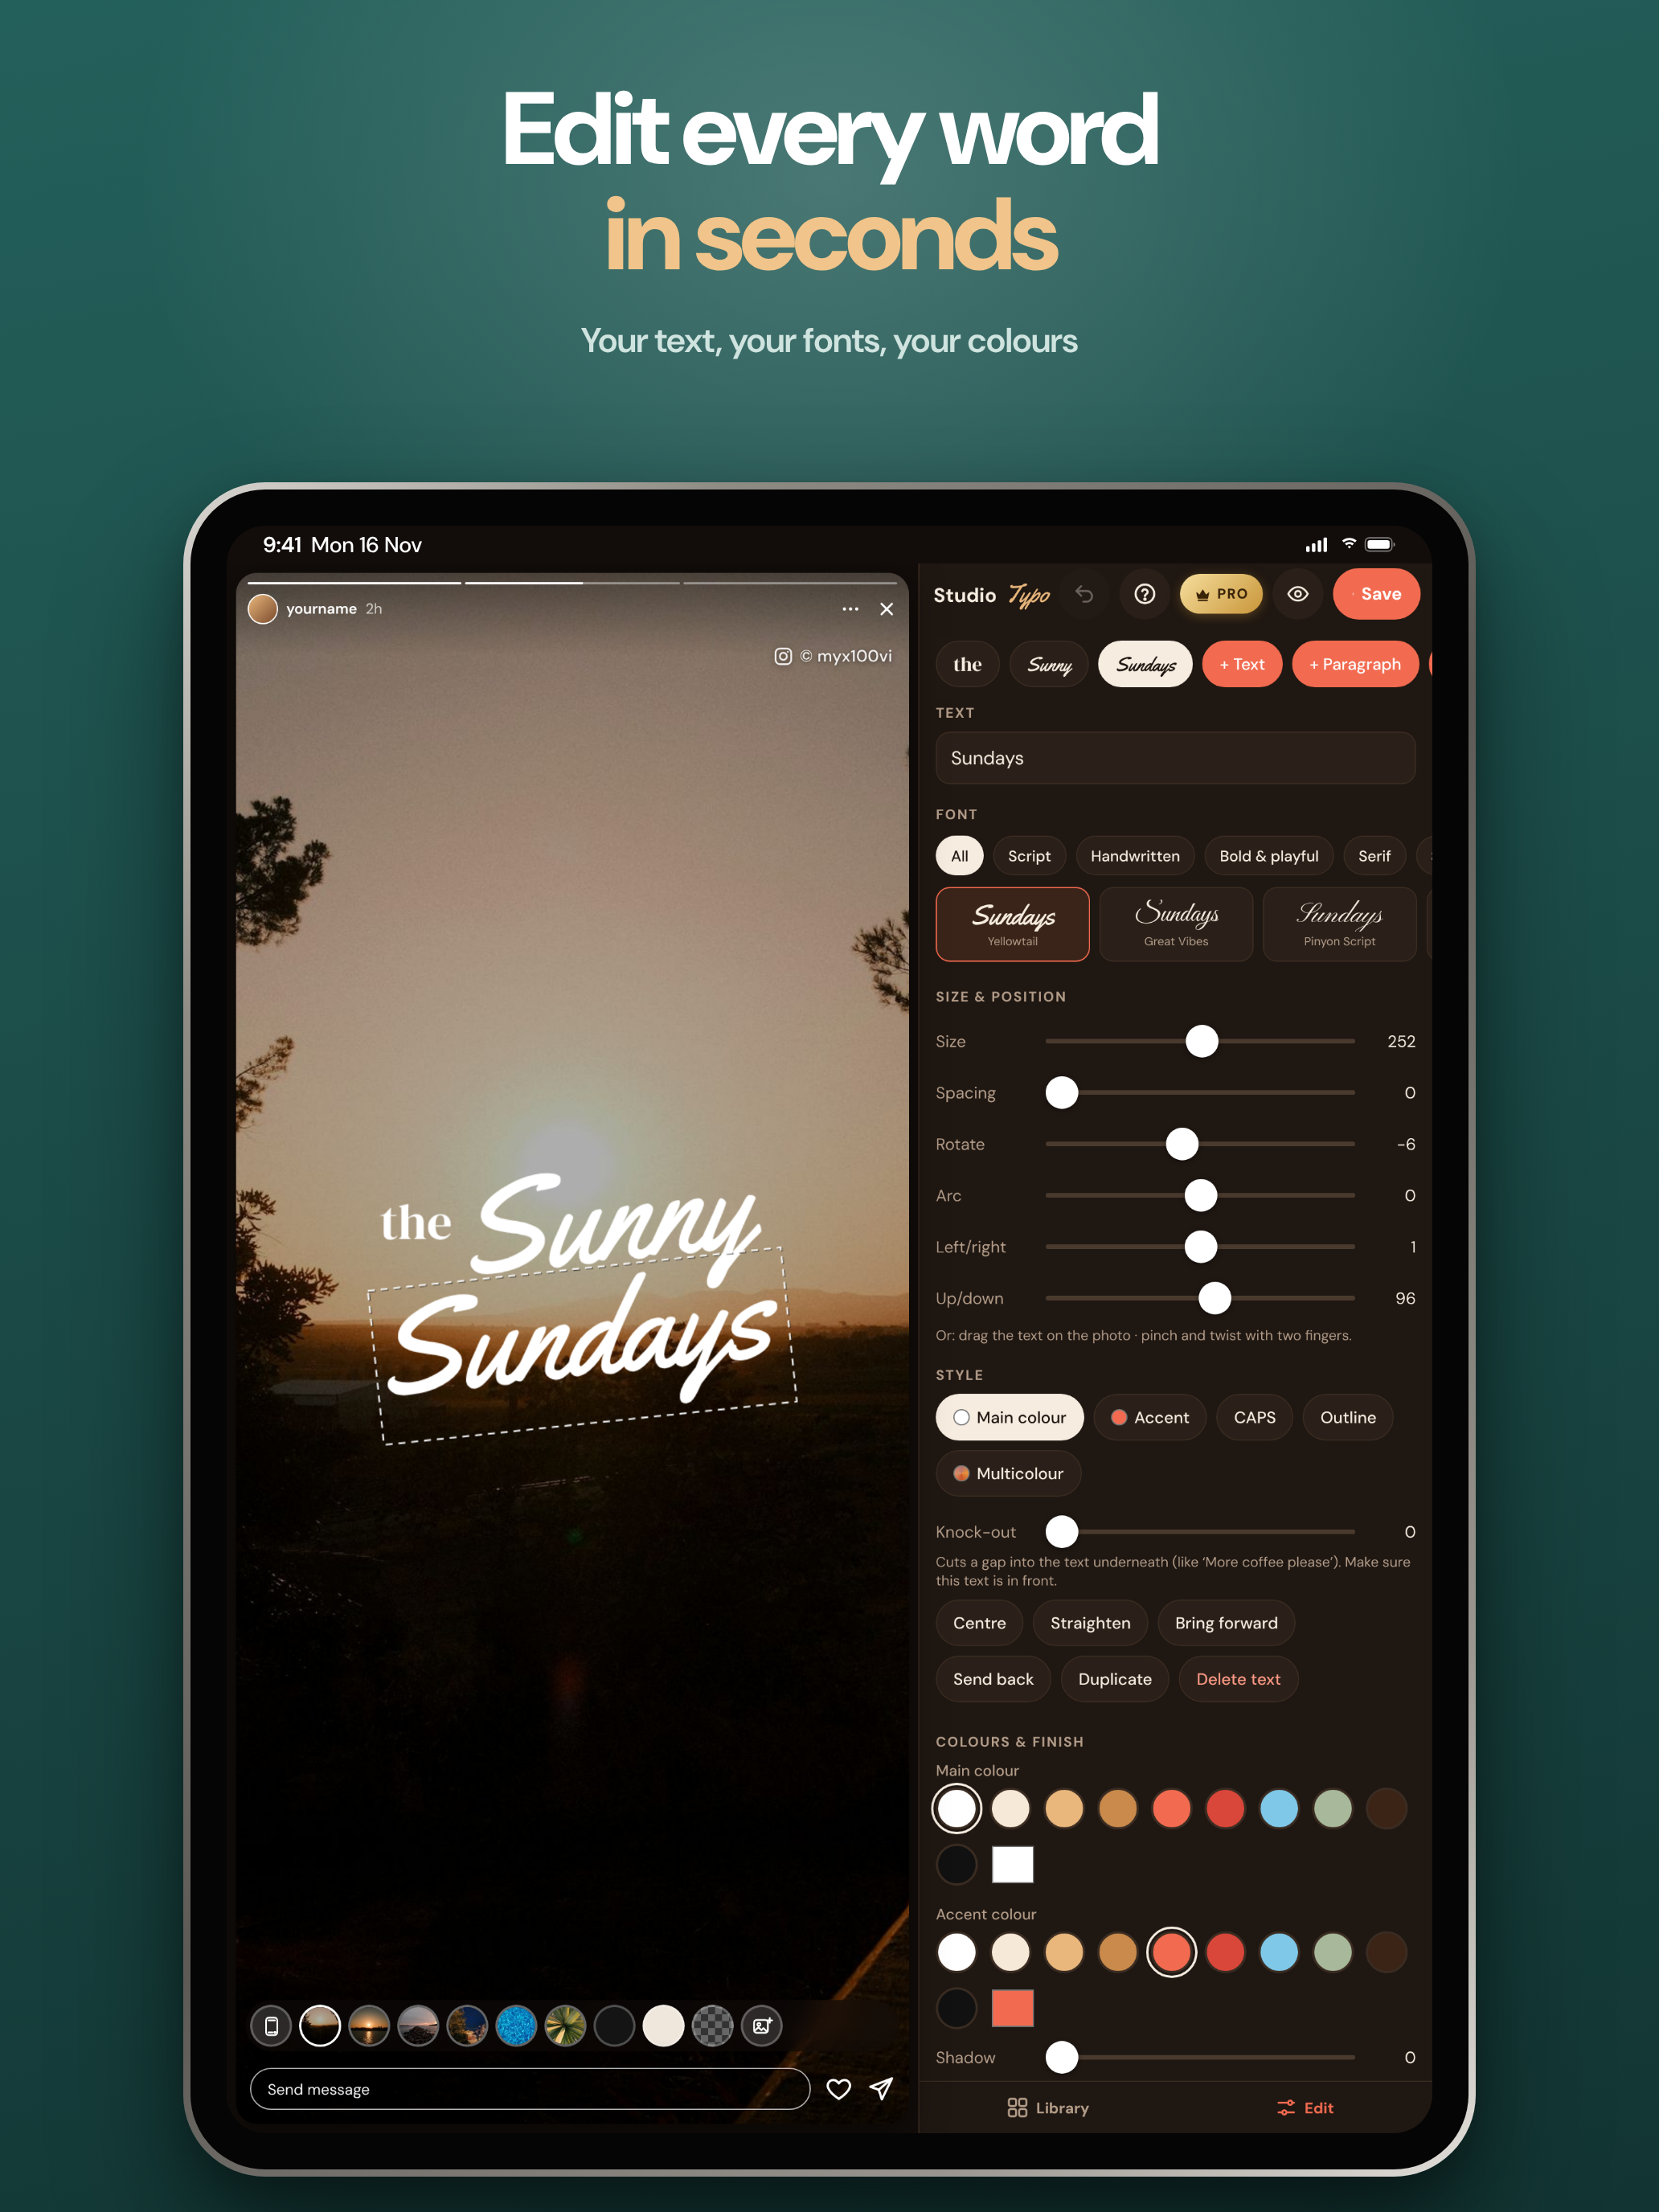 Edit every word
in seconds
Your text, your fonts, your colours
9:41 Mon 16 Nov
yourname 2h
© myx100vi
the Sunny
Sundays
Send message
Studio Typo
PRO
Save
the
Sunny
Sundays
+ Text
+ Paragraph
TEXT
Sundays
FONT
All
Script
Handwritten
Bold & playful
Serif
Sundays
Yellowtail
Sundays
Great Vibes
Sundays
Pinyon Script
SIZE & POSITION
Size 252
Spacing 0
Rotate -6
Arc 0
Left/right 1
Up/down 96
Or: drag the text on the photo · pinch and twist with two fingers.
STYLE
Main colour
Accent
CAPS
Outline
Multicolour
Knock-out 0
Cuts a gap into the text underneath (like ‘More coffee please’). Make sure
this text is in front.
Centre
Straighten
Bring forward
Send back
Duplicate
Delete text
COLOURS & FINISH
Main colour
Accent colour
Shadow 0
Library
Edit